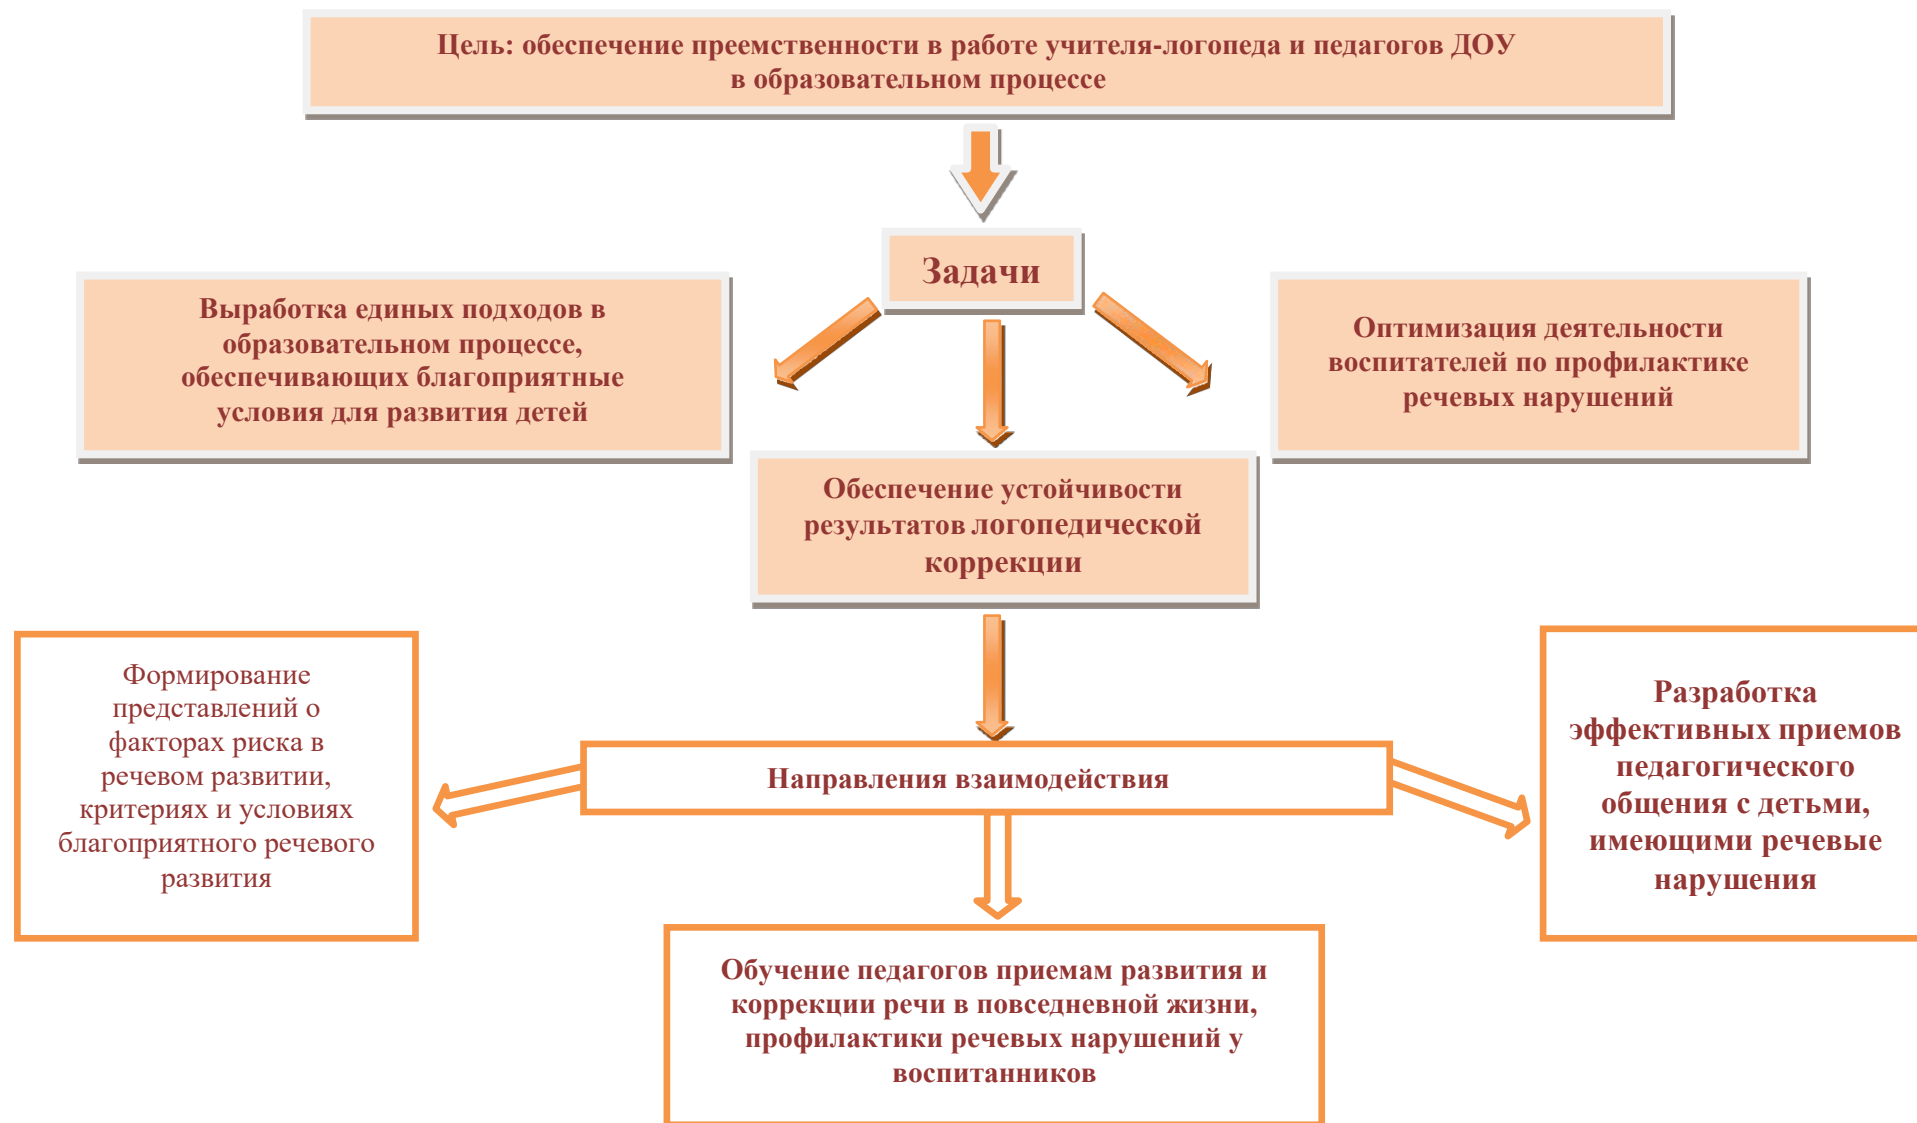 Цель: обеспечение преемственности в работе учителя-логопеда и педагогов ДОУ
в образовательном процессе
Задачи
Выработка единых подходов в
образовательном процессе,
обеспечивающих благоприятные
условия для развития детей
Оптимизация деятельности
воспитателей по профилактике
речевых нарушений
Обеспечение устойчивости
результатов логопедической
коррекции
Формирование
представлений о
факторах риска в
речевом развитии,
критериях и условиях
благоприятного речевого
развития
Направления взаимодействия
Разработка
эффективных приемов
педагогического
общения с детьми,
имеющими речевые
нарушения
Обучение педагогов приемам развития и
коррекции речи в повседневной жизни,
профилактики речевых нарушений у
воспитанников